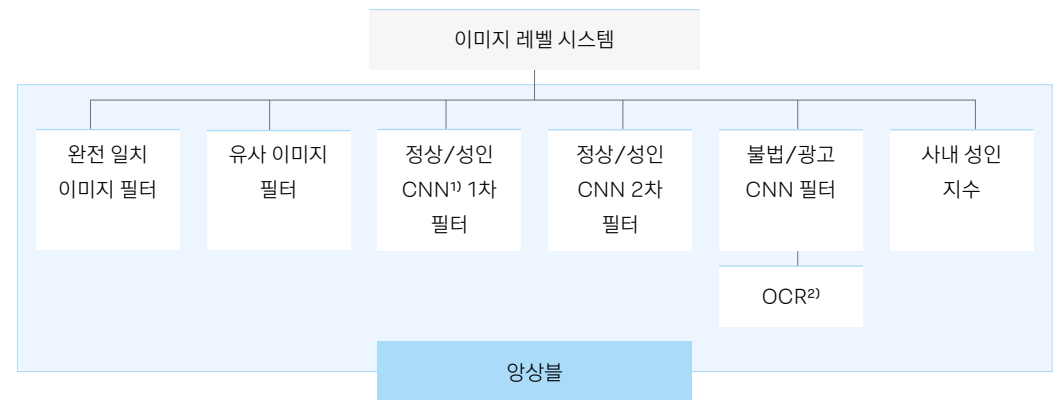 이미지 레벨 시스템
완전 일치
이미지 필터
유사 이미지
필터
정상/성인
CNN¹⁾ 1차
필터
정상/성인
CNN 2차
필터
불법/광고
CNN 필터
사내 성인
지수
OCR²⁾
앙상블